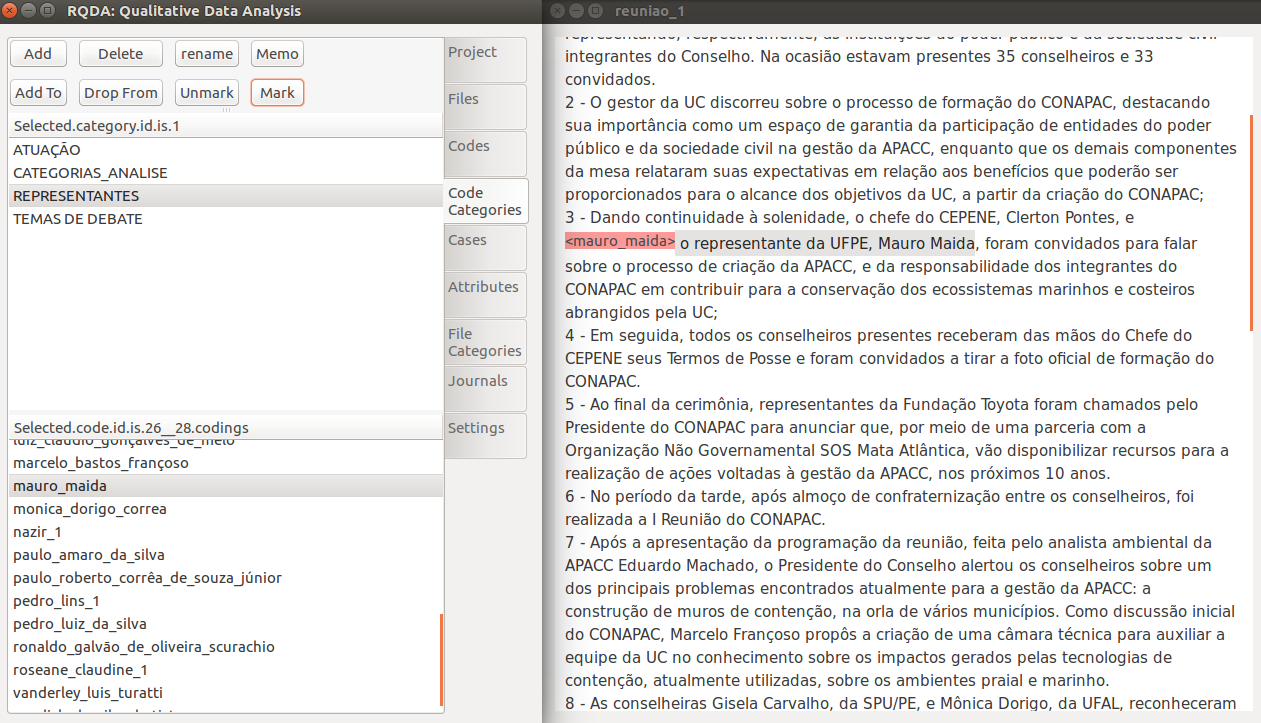 RQDA: Qualitative Data Analysis
Add
Delete
rename
Memo
Add To
Drop From
Unmark
Mark
Selected.category.id.is.1
ATUAÇÃO
CATEGORIAS_ANALISE
REPRESENTANTES
TEMAS DE DEBATE
Selected.code.id.is.26__28.codings
luiz_claudio_gonçalves_de_melo
marcelo_bastos_françoso
mauro_maida
monica_dorigo_correa
nazir_1
paulo_amaro_da_silva
paulo_roberto_corrêa_de_souza_júnior
pedro_lins_1
pedro_luiz_da_silva
ronaldo_galvão_de_oliveira_scurachio
roseane_claudine_1
vanderley_luis_turatti
Project
Files
Codes
Code
Categories
Cases
Attributes
File
Categories
Journals
Settings
reuniao_1
representando, respectivamente, as instituições do poder público e da sociedade civil
integrantes do Conselho. Na ocasião estavam presentes 35 conselheiros e 33
convidados.
2 - O gestor da UC discorreu sobre o processo de formação do CONAPAC, destacando
sua importância como um espaço de garantia da participação de entidades do poder
público e da sociedade civil na gestão da APACC, enquanto que os demais componentes
da mesa relataram suas expectativas em relação aos benefícios que poderão ser
proporcionados para o alcance dos objetivos da UC, a partir da criação do CONAPAC;
3 - Dando continuidade à solenidade, o chefe do CEPENE, Clerton Pontes, e
<mauro_maida> o representante da UFPE, Mauro Maida, foram convidados para falar
sobre o processo de criação da APACC, e da responsabilidade dos integrantes do
CONAPAC em contribuir para a conservação dos ecossistemas marinhos e costeiros
abrangidos pela UC;
4 - Em seguida, todos os conselheiros presentes receberam das mãos do Chefe do
CEPENE seus Termos de Posse e foram convidados a tirar a foto oficial de formação do
CONAPAC.
5 - Ao final da cerimônia, representantes da Fundação Toyota foram chamados pelo
Presidente do CONAPAC para anunciar que, por meio de uma parceria com a
Organização Não Governamental SOS Mata Atlântica, vão disponibilizar recursos para a
realização de ações voltadas à gestão da APACC, nos próximos 10 anos.
6 - No período da tarde, após almoço de confraternização entre os conselheiros, foi
realizada a I Reunião do CONAPAC.
7 - Após a apresentação da programação da reunião, feita pelo analista ambiental da
APACC Eduardo Machado, o Presidente do Conselho alertou os conselheiros sobre um
dos principais problemas encontrados atualmente para a gestão da APACC: a
construção de muros de contenção, na orla de vários municípios. Como discussão inicial
do CONAPAC, Marcelo Françoso propôs a criação de uma câmara técnica para auxiliar a
equipe da UC no conhecimento sobre os impactos gerados pelas tecnologias de
contenção, atualmente utilizadas, sobre os ambientes praial e marinho.
8 - As conselheiras Gisela Carvalho, da SPU/PE, e Mônica Dorigo, da UFAL, reconheceram